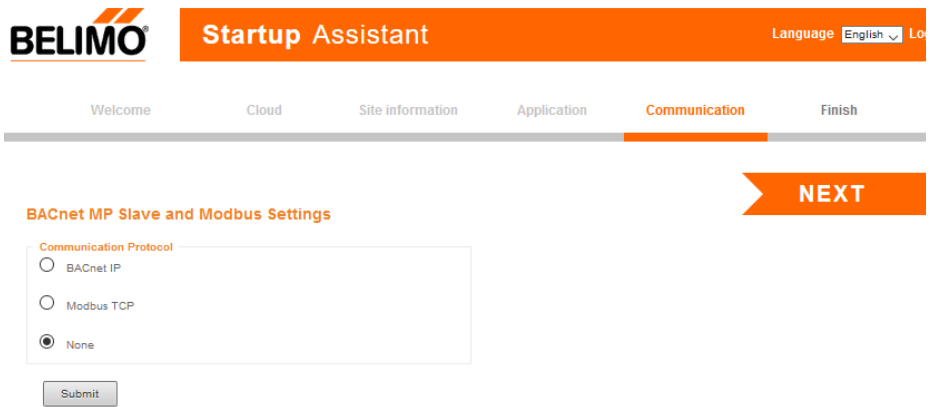 BELIMO®
Startup Assistant
Language English Lo
Welcome Cloud Site information Application Communication Finish
NEXT
BACnet MP Slave and Modbus Settings
Communication Protocol
BACnet IP
Modbus TCP
None
Submit